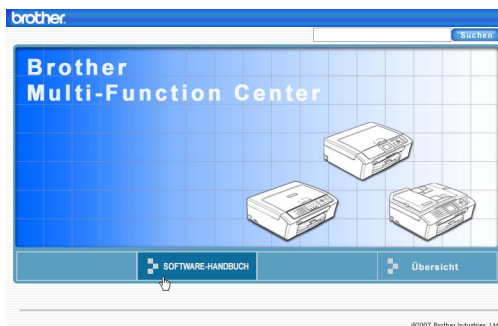 brother.
Suchen
Brother
Multi-Function Center
SOFTWARE-HANDBUCH
Übersicht
©2007 Brother Industries, Ltd